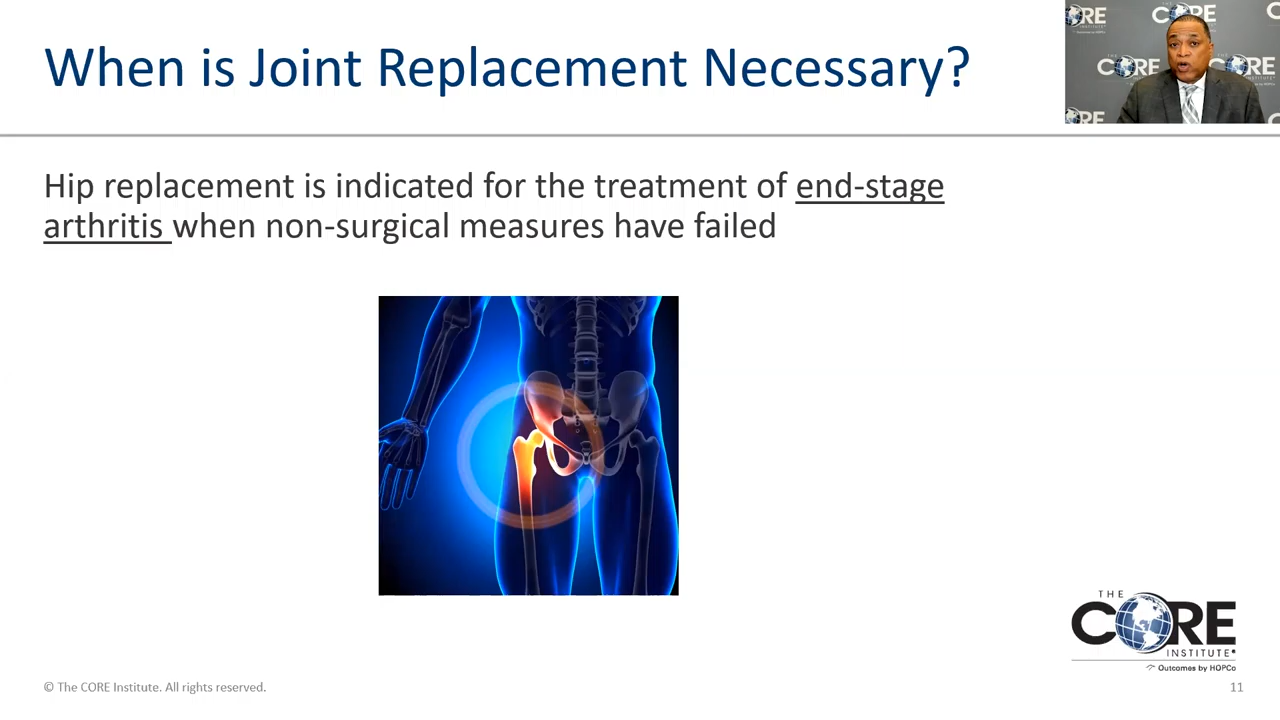 When is Joint Replacement Necessary?
Hip replacement is indicated for the treatment of end-stage
arthritis when non-surgical measures have failed
THE
CORE
INSTITUTE
Outcomes by HOPCo
© The CORE Institute. All rights reserved.
11